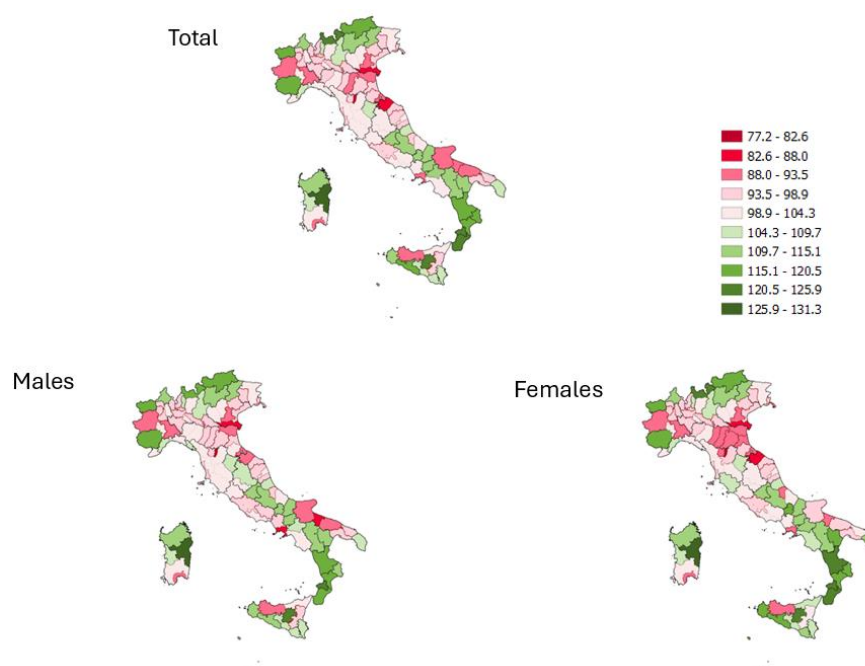 Total
77.2 - 82.6
82.6 - 88.0
88.0 - 93.5
93.5 - 98.9
98.9 - 104.3
104.3 - 109.7
109.7 - 115.1
115.1 - 120.5
120.5 - 125.9
125.9 - 131.3
Males
Females